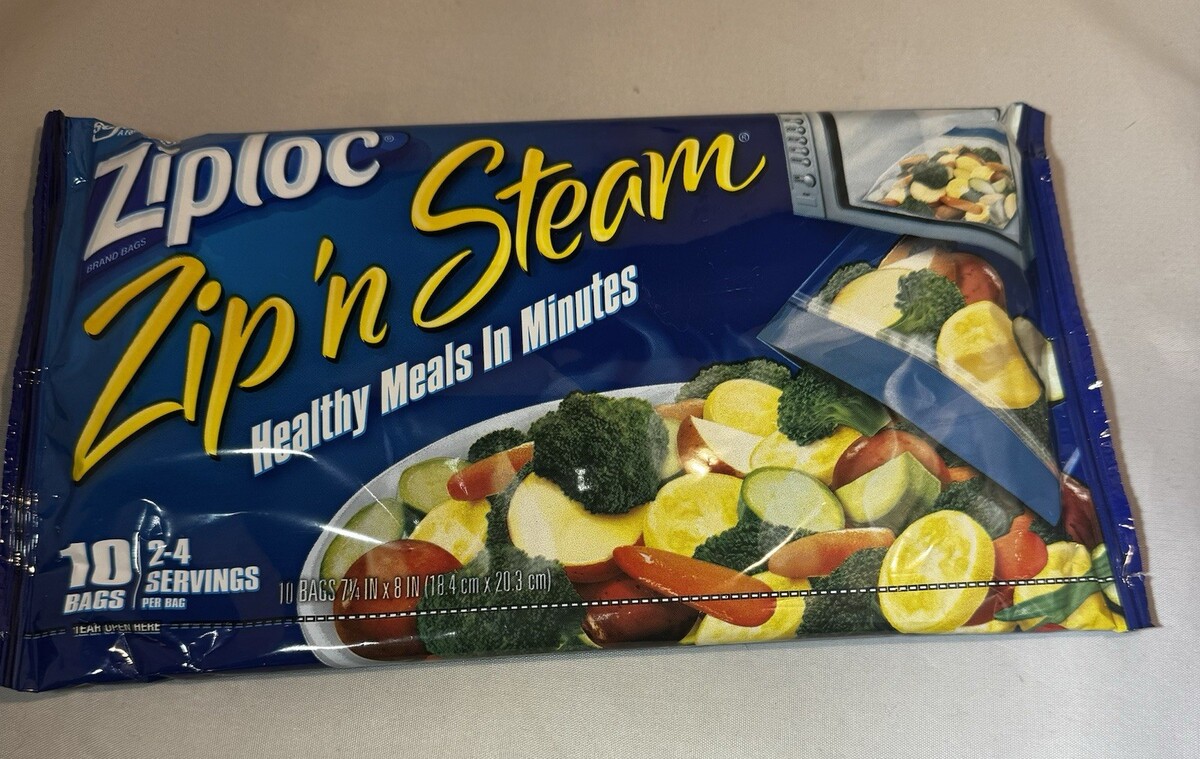 Ziploc®
BRAND BAGS
Zip'n Steam®
Healthy Meals In Minutes
10
BAGS
2-4
SERVINGS
PER BAG
10 BAGS 7¼ IN x 8 IN (18.4 cm x 20.3 cm)
TEAR OPEN HERE